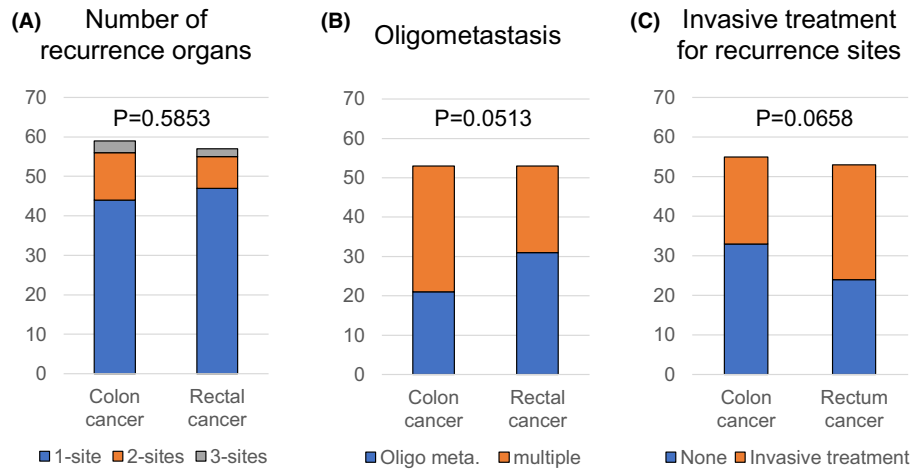 (A) Number of
recurrence organs
70
60
50
40
30
20
10
0
P=0.5853
Colon
cancer
Rectal
cancer
1-site 2-sites 3-sites
(B) Oligometastasis
70
60
50
40
30
20
10
0
P=0.0513
Colon
cancer
Rectal
cancer
Oligo meta. multiple
(C) Invasive treatment
for recurrence sites
70
60
50
40
30
20
10
0
P=0.0658
Colon
cancer
Rectum
cancer
None Invasive treatment